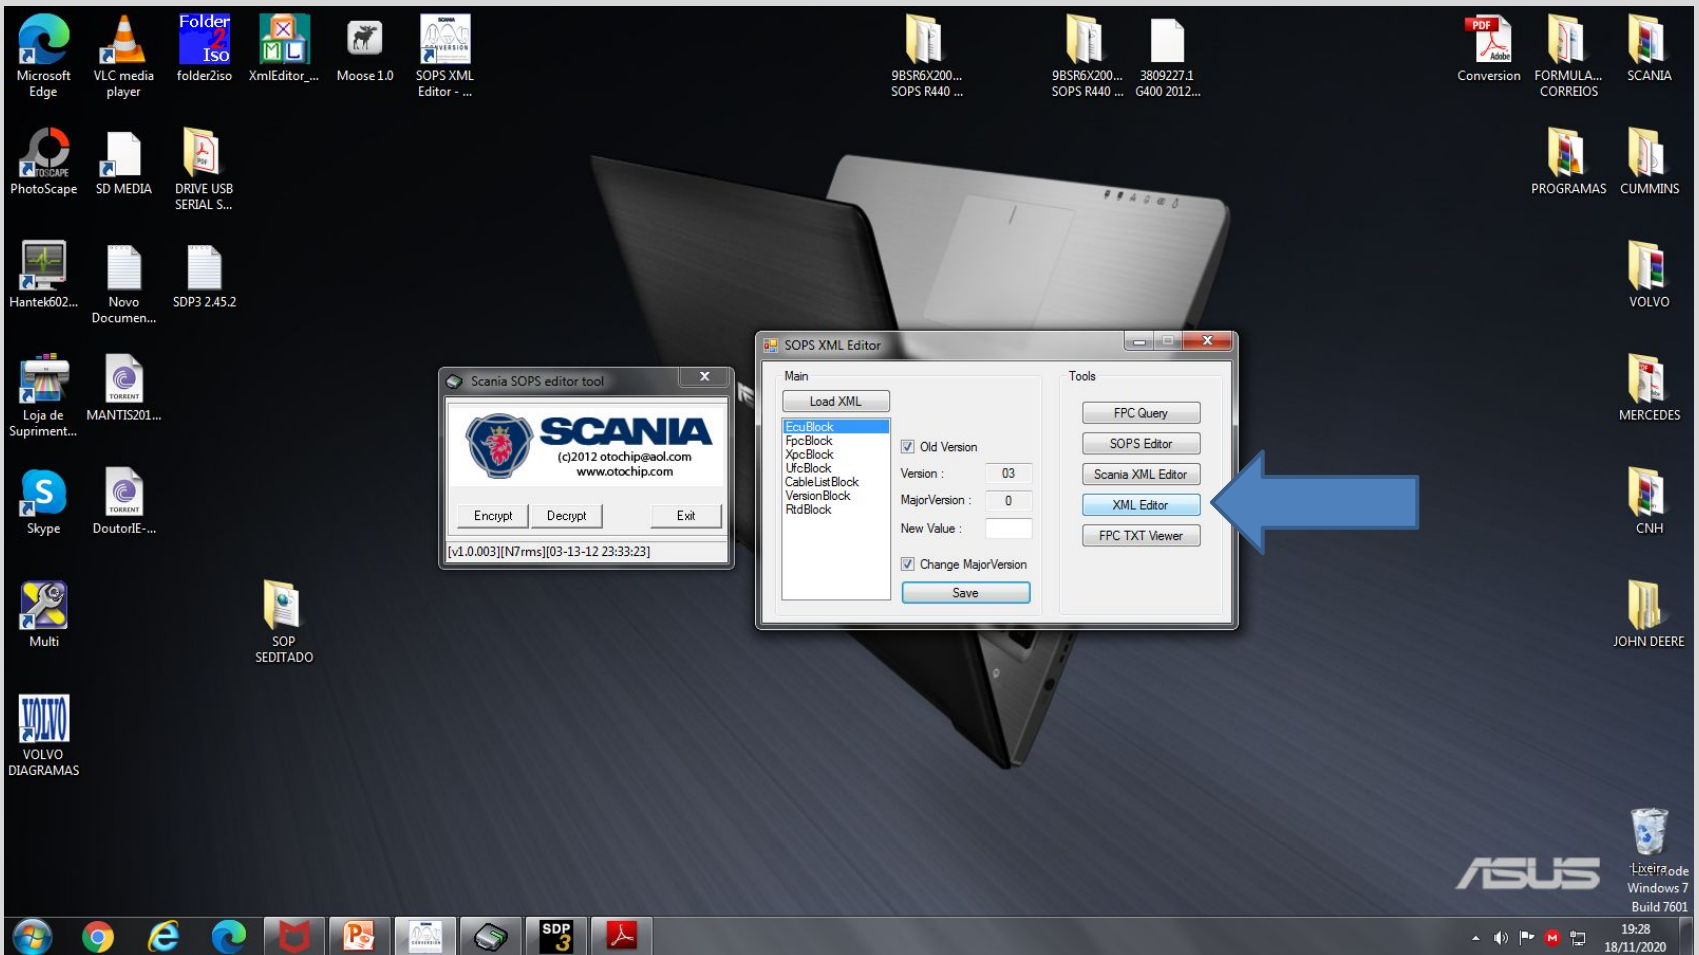 Microsoft
Edge
VLC media
player
Folder
2
Iso
folder2iso
XML
XmlEditor_...
Moose 1.0
SCANIA
CONVERSION
SOPS XML
Editor - ...
9BSR6X200...
SOPS R440 ...
9BSR6X200...
SOPS R440 ...
3809227.1
G400 2012...
PDF
Adobe
Conversion
FORMULA...
CORREIOS
SCANIA
PhotoScape
SD MEDIA
PDF
DRIVE USB
SERIAL S...
PROGRAMAS
CUMMINS
Hantek602...
Novo
Documen...
SDP3 2.45.2
VOLVO
Loja de
Supriment...
TORRENT
MANTIS201...
MERCEDES
Skype
TORRENT
DoutorIE-...
CNH
Multi
SOP
SEDITADO
JOHN DEERE
VOLVO
VOLVO
DIAGRAMAS
Scania SOPS editor tool
X
SCANIA
(c)2012 otochip@aol.com
www.otochip.com
Encrypt
Decrypt
Exit
[v1.0.003][N7rms][03-13-12 23:33:23]
SOPS XML Editor
X
Main
Load XML
EcuBlock
FpcBlock
XpcBlock
UfcBlock
CableListBlock
VersionBlock
RtdBlock
Old Version
Version : 03
MajorVersion : 0
New Value :
Change MajorVersion
Save
Tools
FPC Query
SOPS Editor
Scania XML Editor
XML Editor
FPC TXT Viewer
ASUS
Lixeira
Windows 7
Build 7601
SDP
3
19:28
18/11/2020